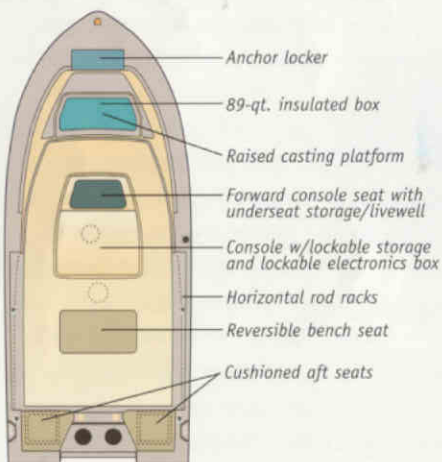 Anchor locker
89-qt. insulated box
Raised casting platform
Forward console seat with
underseat storage/livewell
Console w/lockable storage
and lockable electronics box
Horizontal rod racks
Reversible bench seat
Cushioned aft seats